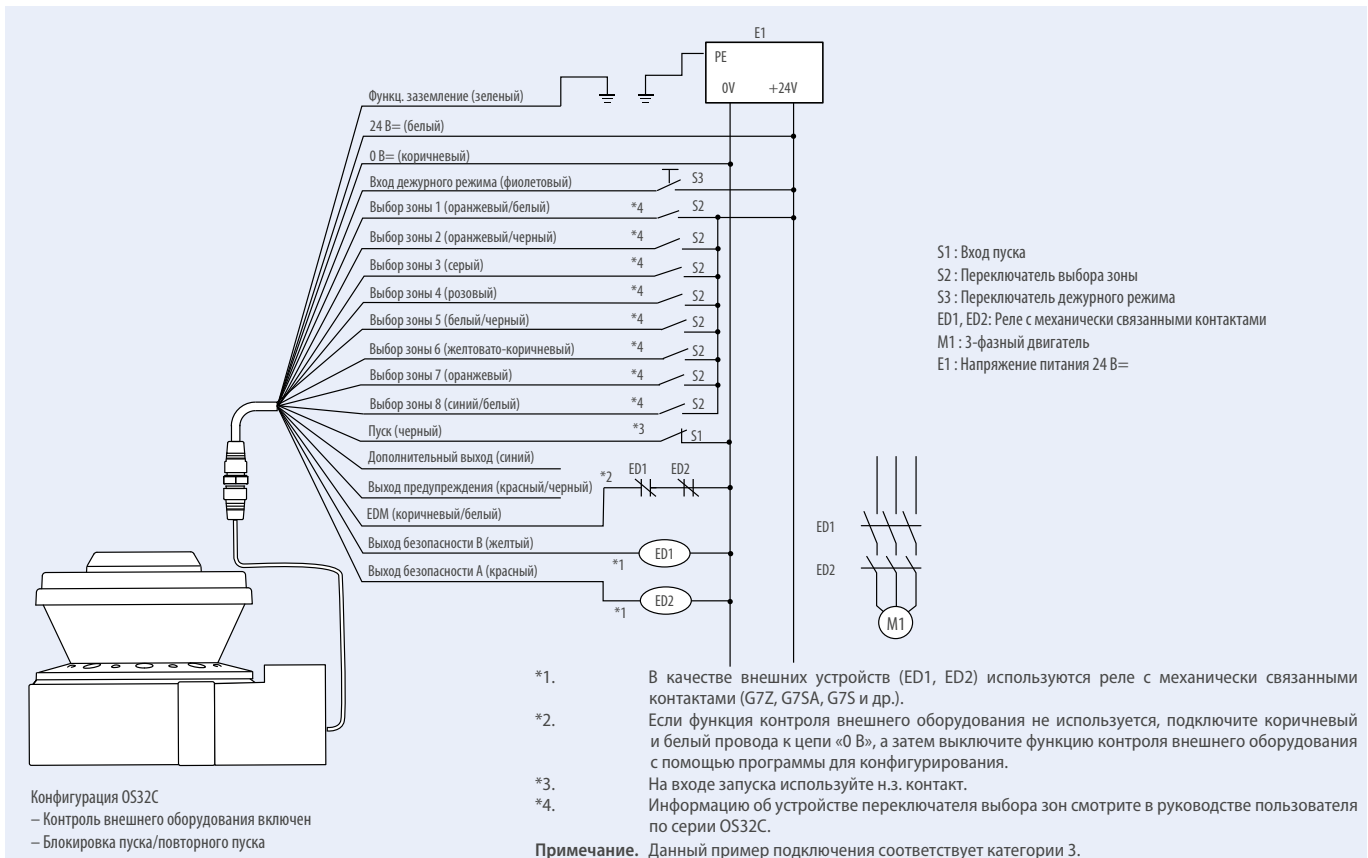 E1
PE
0V +24V
Функц. заземление (зеленый)
24 В= (белый)
0 В= (коричневый)
Вход дежурного режима (фиолетовый) S3
Выбор зоны 1 (оранжевый/белый) *4 S2
Выбор зоны 2 (оранжевый/черный) *4 S2
Выбор зоны 3 (серый) *4 S2
Выбор зоны 4 (розовый) *4 S2
Выбор зоны 5 (белый/черный) *4 S2
Выбор зоны 6 (желтовато-коричневый) *4 S2
Выбор зоны 7 (оранжевый) *4 S2
Выбор зоны 8 (синий/белый) *4 S2
Пуск (черный) *3 S1
Дополнительный выход (синий)
Выход предупреждения (красный/черный) *2 ED1 ED2
EDM (коричневый/белый)
Выход безопасности B (желтый) *1 ED1
Выход безопасности A (красный) *1 ED2
S1 : Вход пуска
S2 : Переключатель выбора зоны
S3 : Переключатель дежурного режима
ED1, ED2: Реле с механически связанными контактами
M1 : 3-фазный двигатель
E1 : Напряжение питания 24 В=
ED1
ED2
M1
Конфигурация OS32C
– Контроль внешнего оборудования включен
– Блокировка пуска/повторного пуска
*1. В качестве внешних устройств (ED1, ED2) используются реле с механически связанными
контактами (G7Z, G7SA, G7S и др.).
*2. Если функция контроля внешнего оборудования не используется, подключите коричневый
и белый провода к цепи «0 В», а затем выключите функцию контроля внешнего оборудования
с помощью программы для конфигурирования.
*3. На входе запуска используйте н.з. контакт.
*4. Информацию об устройстве переключателя выбора зон смотрите в руководстве пользователя
по серии OS32C.
Примечание. Данный пример подключения соответствует категории 3.